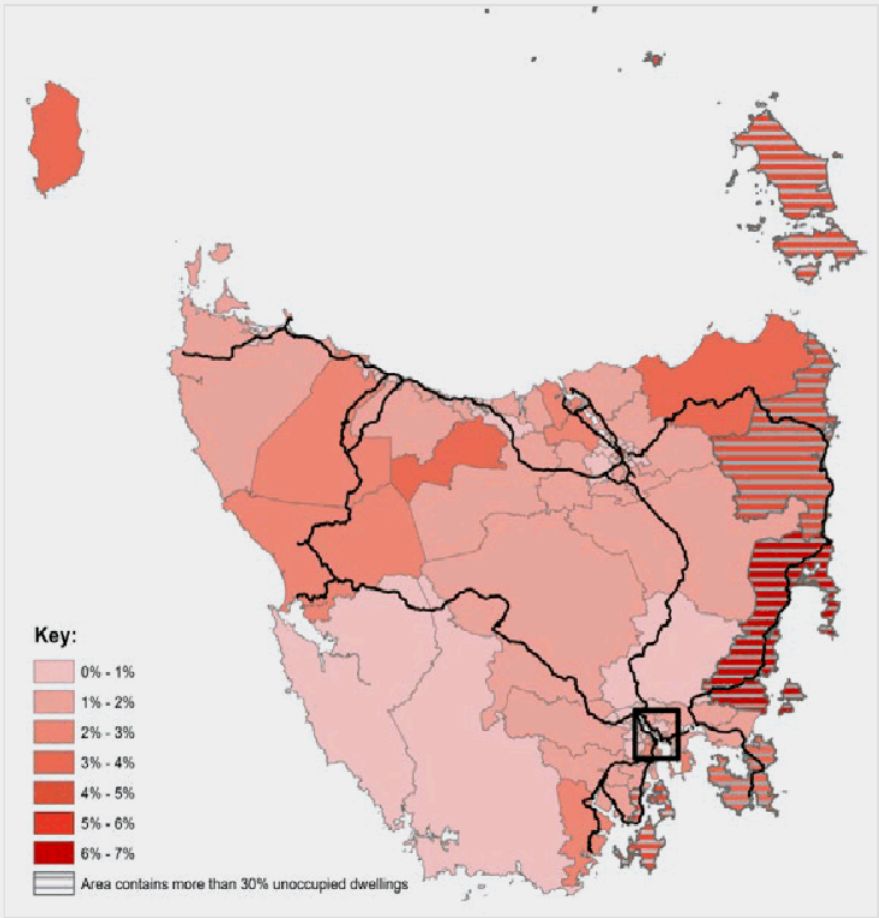 Key:
0% - 1%
1% - 2%
2% - 3%
3% - 4%
4% - 5%
5% - 6%
6% - 7%
Area contains more than 30% unoccupied dwellings